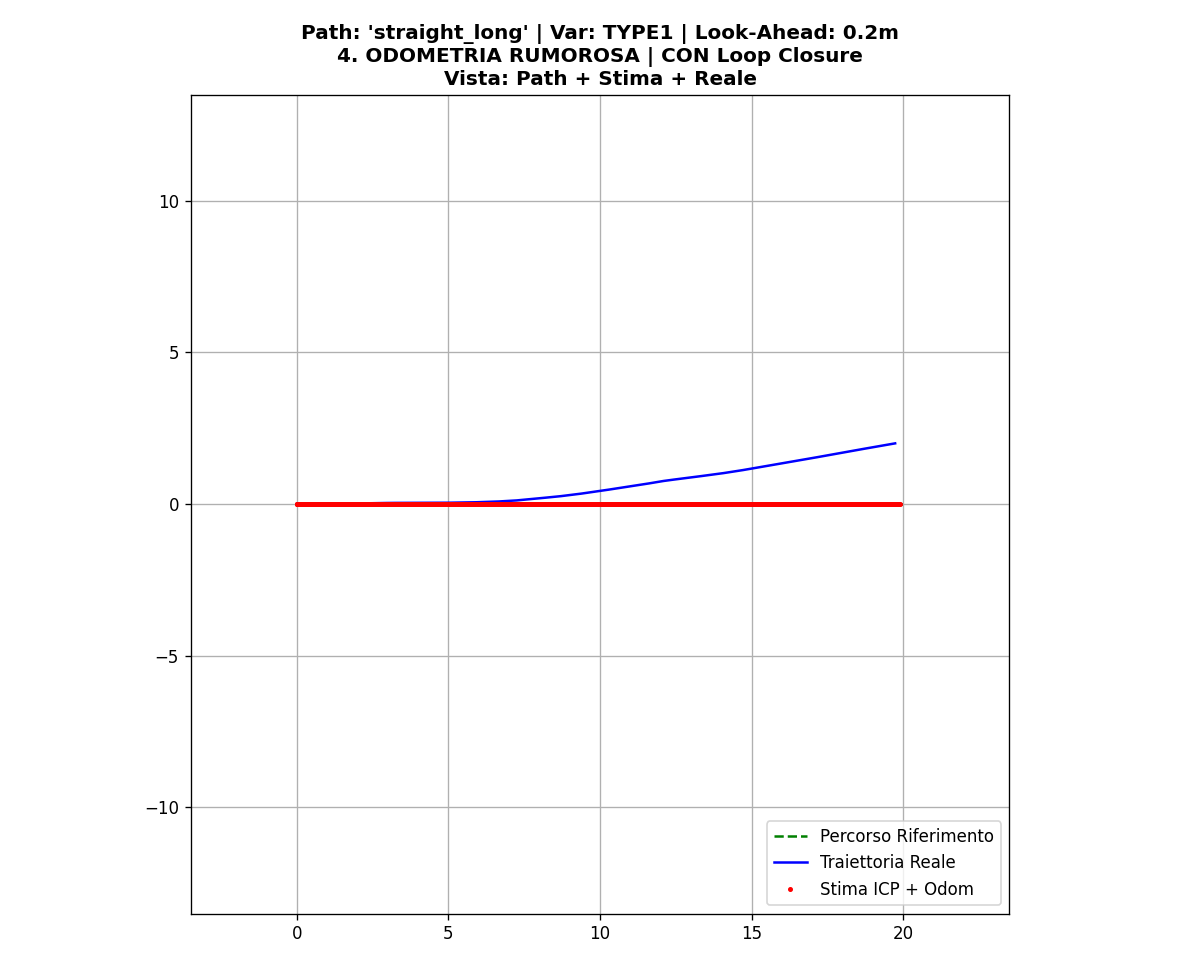 Path: 'straight_long' | Var: TYPE1 | Look-Ahead: 0.2m
4. ODOMETRIA RUMOROSA | CON Loop Closure
Vista: Path + Stima + Reale
10
5
0
−5
−10
Percorso Riferimento
Traiettoria Reale
Stima ICP + Odom
0
5
10
15
20